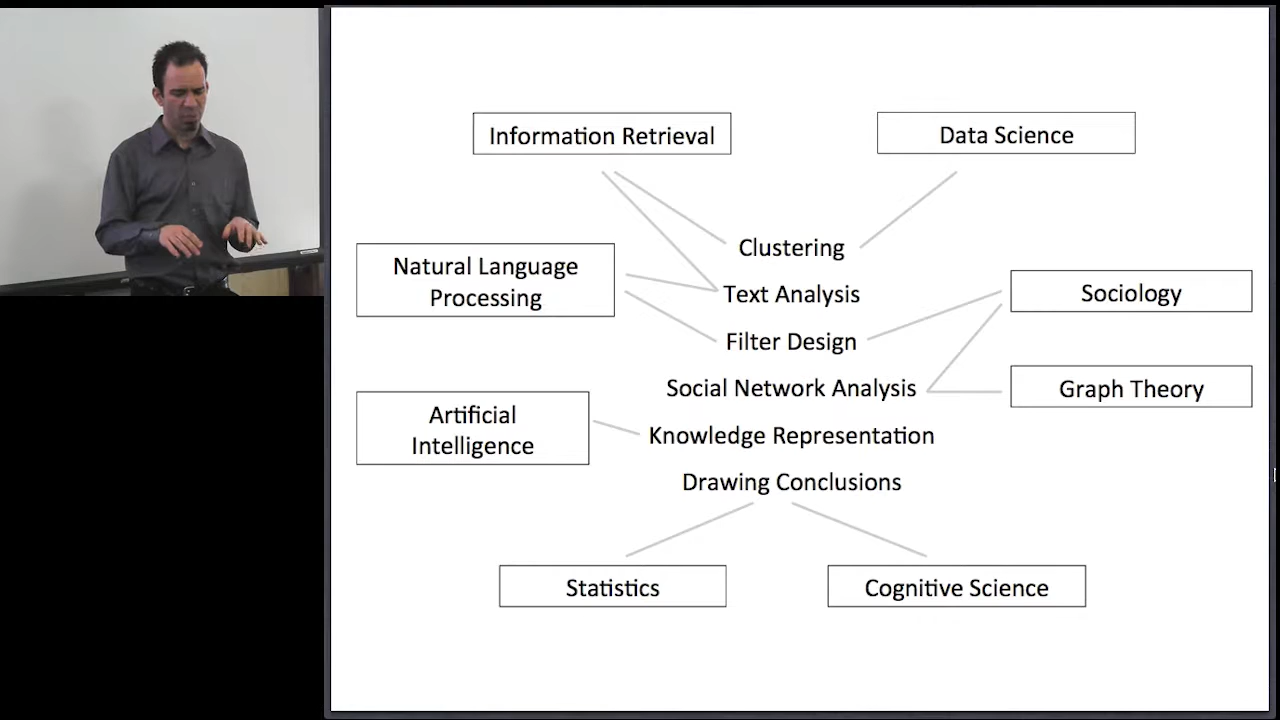 Information Retrieval
Data Science
Clustering
Natural Language
Processing
Text Analysis
Sociology
Filter Design
Social Network Analysis
Graph Theory
Artificial
Intelligence
Knowledge Representation
Drawing Conclusions
Statistics
Cognitive Science